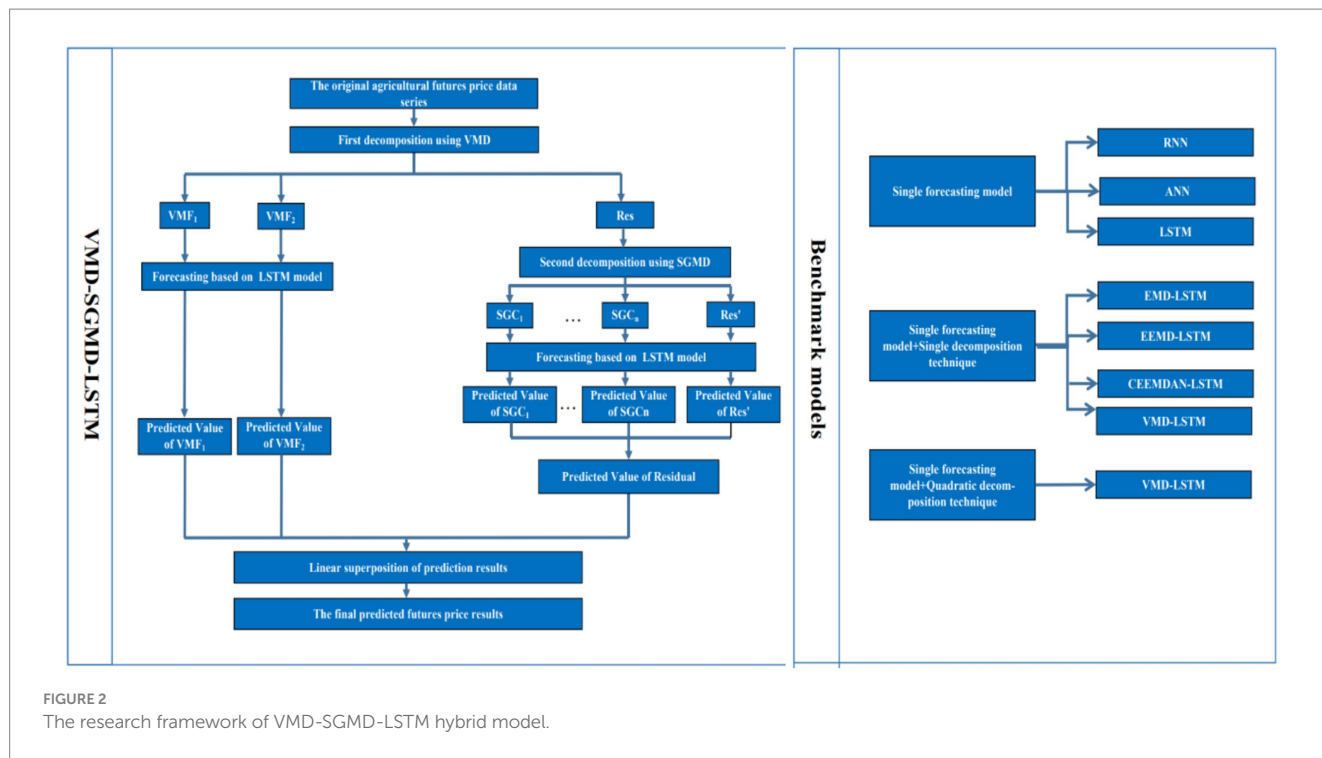 VMD-SGMD-LSTM
The original agricultural futures price data
series
First decomposition using VMD
VMF₁
VMF₂
Res
Forecasting based on LSTM model
Second decomposition using SGMD
SGC₁
...
SGCₙ
Res'
Forecasting based on LSTM model
Predicted Value
of SGC₁
...
Predicted Value
of SGCn
Predicted Value
of Res'
Predicted Value
of VMF₁
Predicted Value
of VMF₂
Predicted Value of Residual
Linear superposition of prediction results
The final predicted futures price results
Benchmark models
Single forecasting model
RNN
ANN
LSTM
Single forecasting
model+Single decomposition
technique
EMD-LSTM
EEMD-LSTM
CEEMDAN-LSTM
VMD-LSTM
Single forecasting
model+Quadratic decom-
position technique
VMD-LSTM
FIGURE 2
The research framework of VMD-SGMD-LSTM hybrid model.